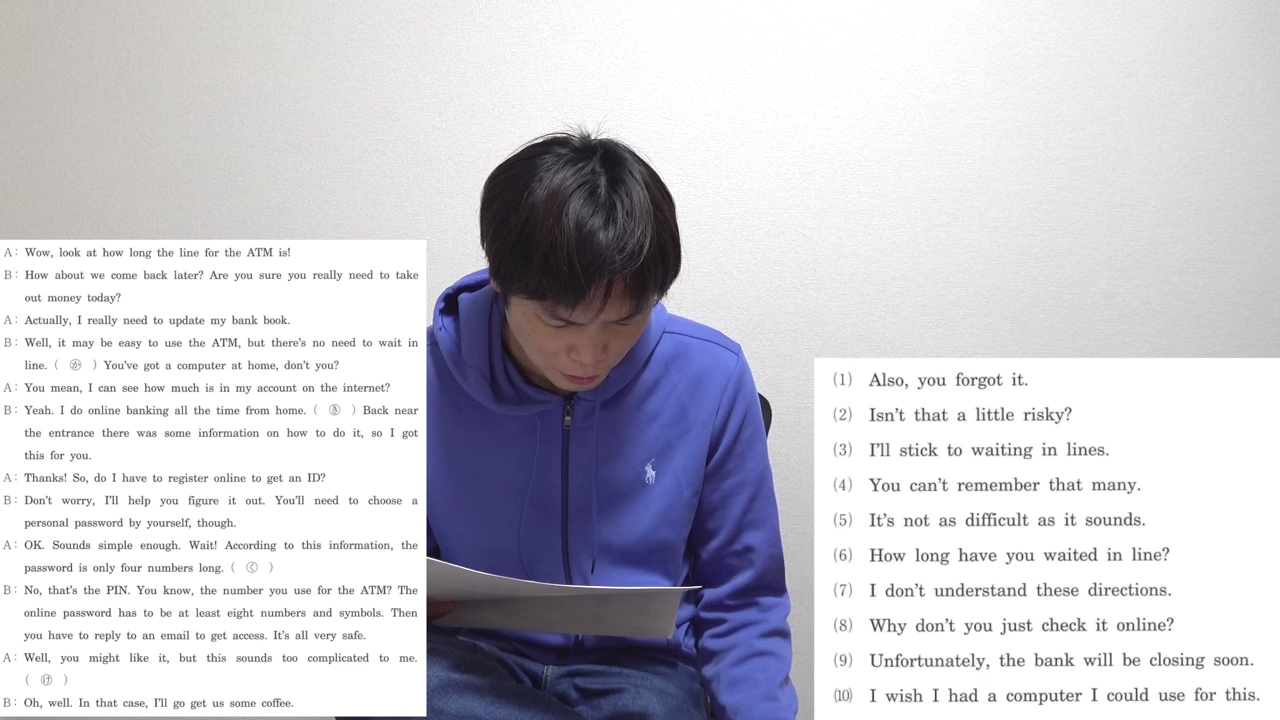 A: Wow, look at how long the line for the ATM is!
B: How about we come back later? Are you sure you really need to take
out money today?
A: Actually, I really need to update my bank book.
B: Well, it may be easy to use the ATM, but there's no need to wait in
line. ( ㋕ ) You've got a computer at home, don't you?
A: You mean, I can see how much is in my account on the internet?
B: Yeah. I do online banking all the time from home. ( ㋖ ) Back near
the entrance there was some information on how to do it, so I got
this for you.
A: Thanks! So, do I have to register online to get an ID?
B: Don't worry, I'll help you figure it out. You'll need to choose a
personal password by yourself, though.
A: OK. Sounds simple enough. Wait! According to this information, the
password is only four numbers long. ( ㋗ )
B: No, that's the PIN. You know, the number you use for the ATM? The
online password has to be at least eight numbers and symbols. Then
you have to reply to an email to get access. It's all very safe.
A: Well, you might like it, but this sounds too complicated to me.
( ㋘ )
B: Oh, well. In that case, I'll go get us some coffee.
(1) Also, you forgot it.
(2) Isn't that a little risky?
(3) I'll stick to waiting in lines.
(4) You can't remember that many.
(5) It's not as difficult as it sounds.
(6) How long have you waited in line?
(7) I don't understand these directions.
(8) Why don't you just check it online?
(9) Unfortunately, the bank will be closing soon.
(10) I wish I had a computer I could use for this.